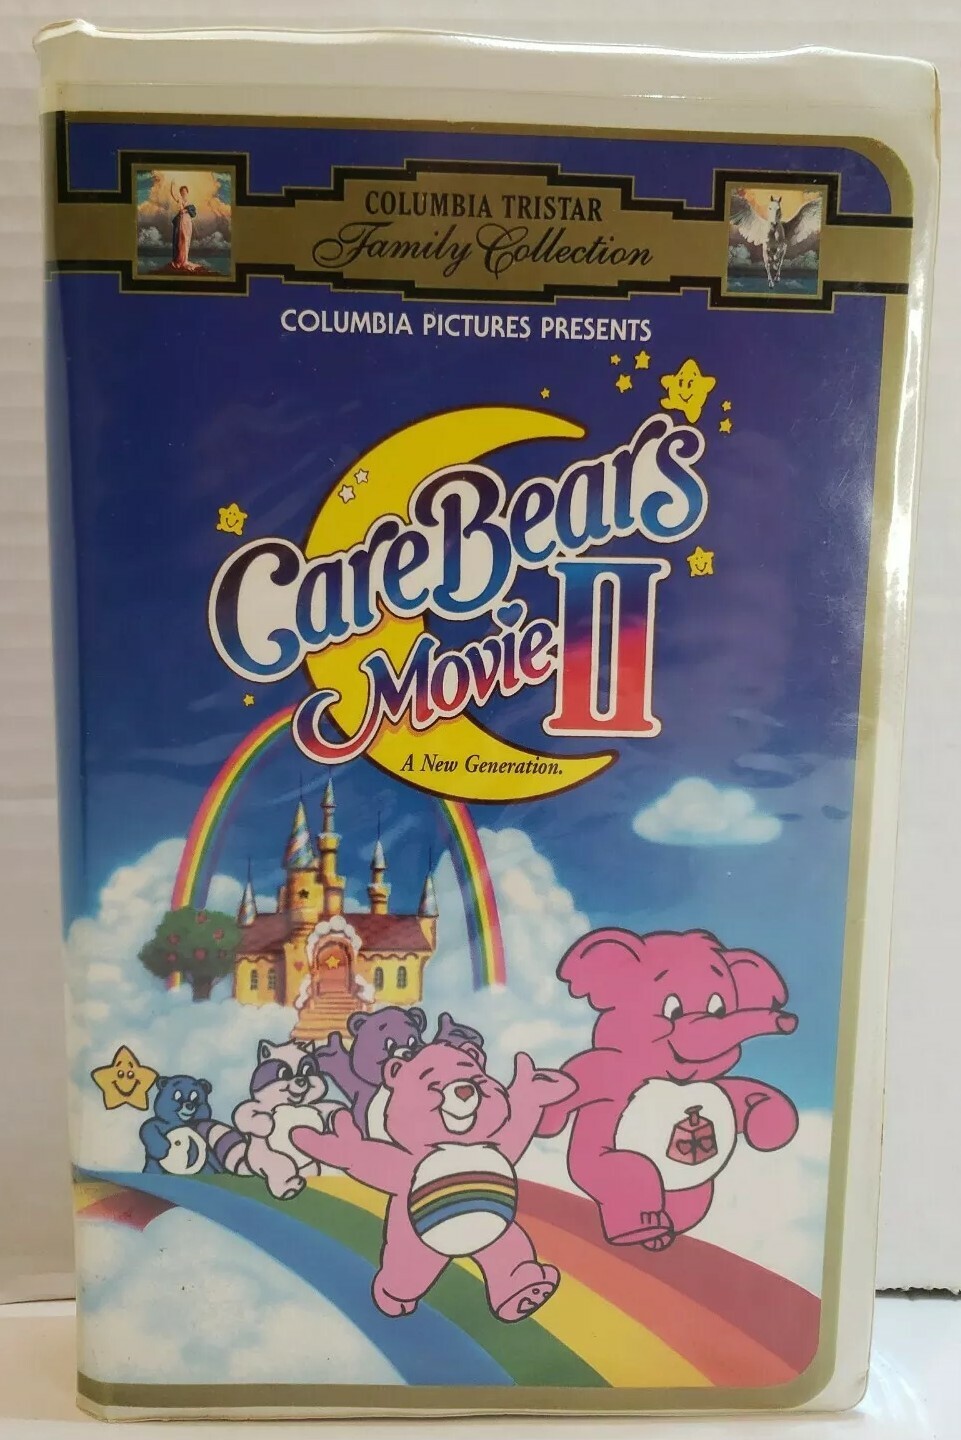 COLUMBIA TRISTAR
Family Collection
COLUMBIA PICTURES PRESENTS
Care Bears
Movie II
A New Generation.